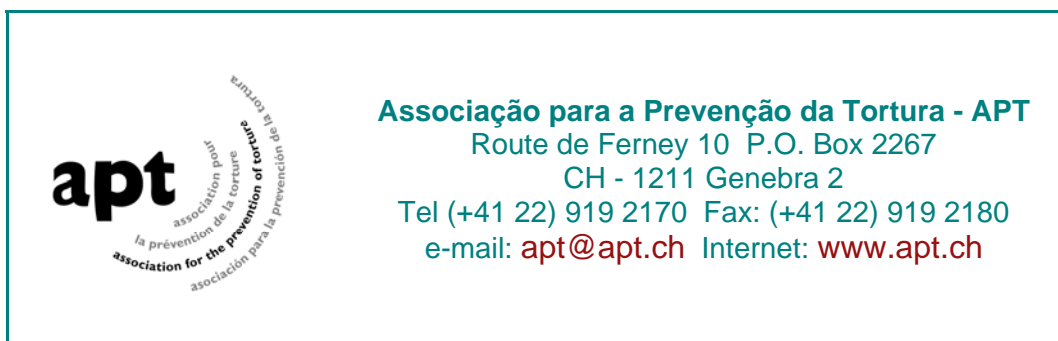 apt
association pour
la prévention de la torture
association for the prevention of torture
asociación para la prevención de la tortura
Associação para a Prevenção da Tortura - APT
Route de Ferney 10 P.O. Box 2267
CH - 1211 Genebra 2
Tel (+41 22) 919 2170 Fax: (+41 22) 919 2180
e-mail: apt@apt.ch Internet: www.apt.ch